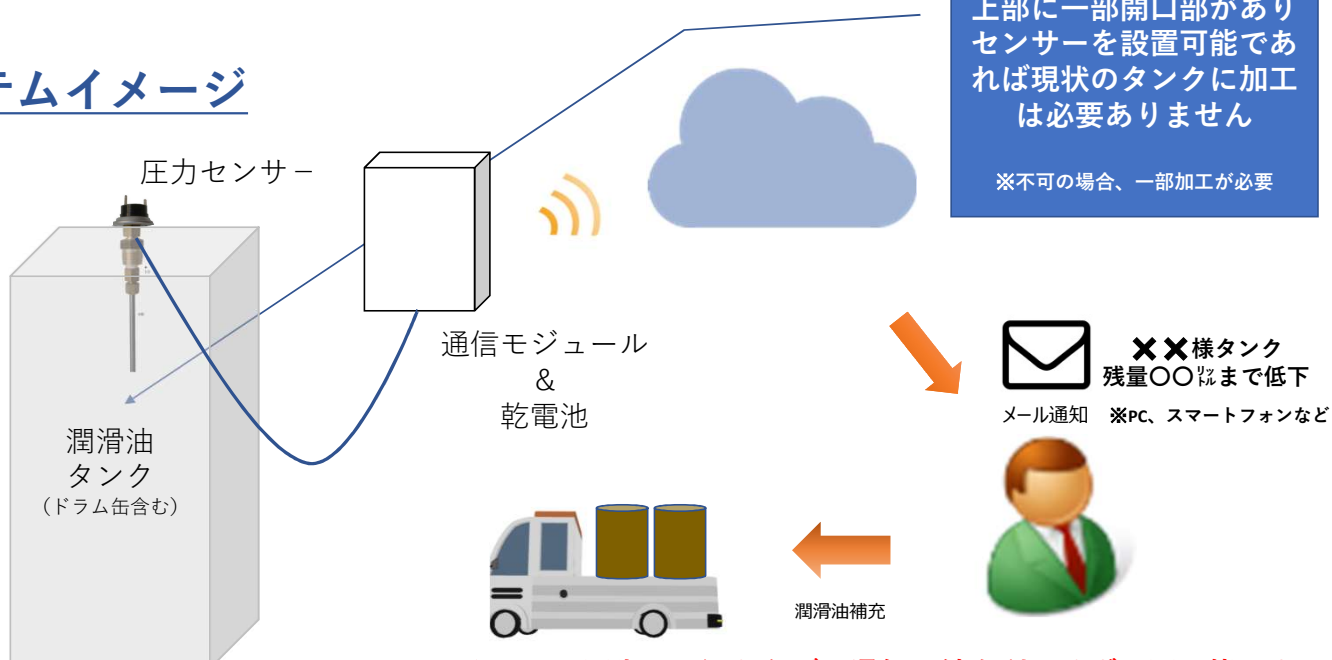 テムイメージ
上部に一部開口部があり
センサーを設置可能であ
れば現状のタンクに加工
は必要ありません
※不可の場合、一部加工が必要
圧力センサー
通信モジュール
&
乾電池
✖✖様タンク
残量〇〇㍑まで低下
メール通知 ※PC、スマートフォンなど
潤滑油
タンク
(ドラム缶含む)
潤滑油補充